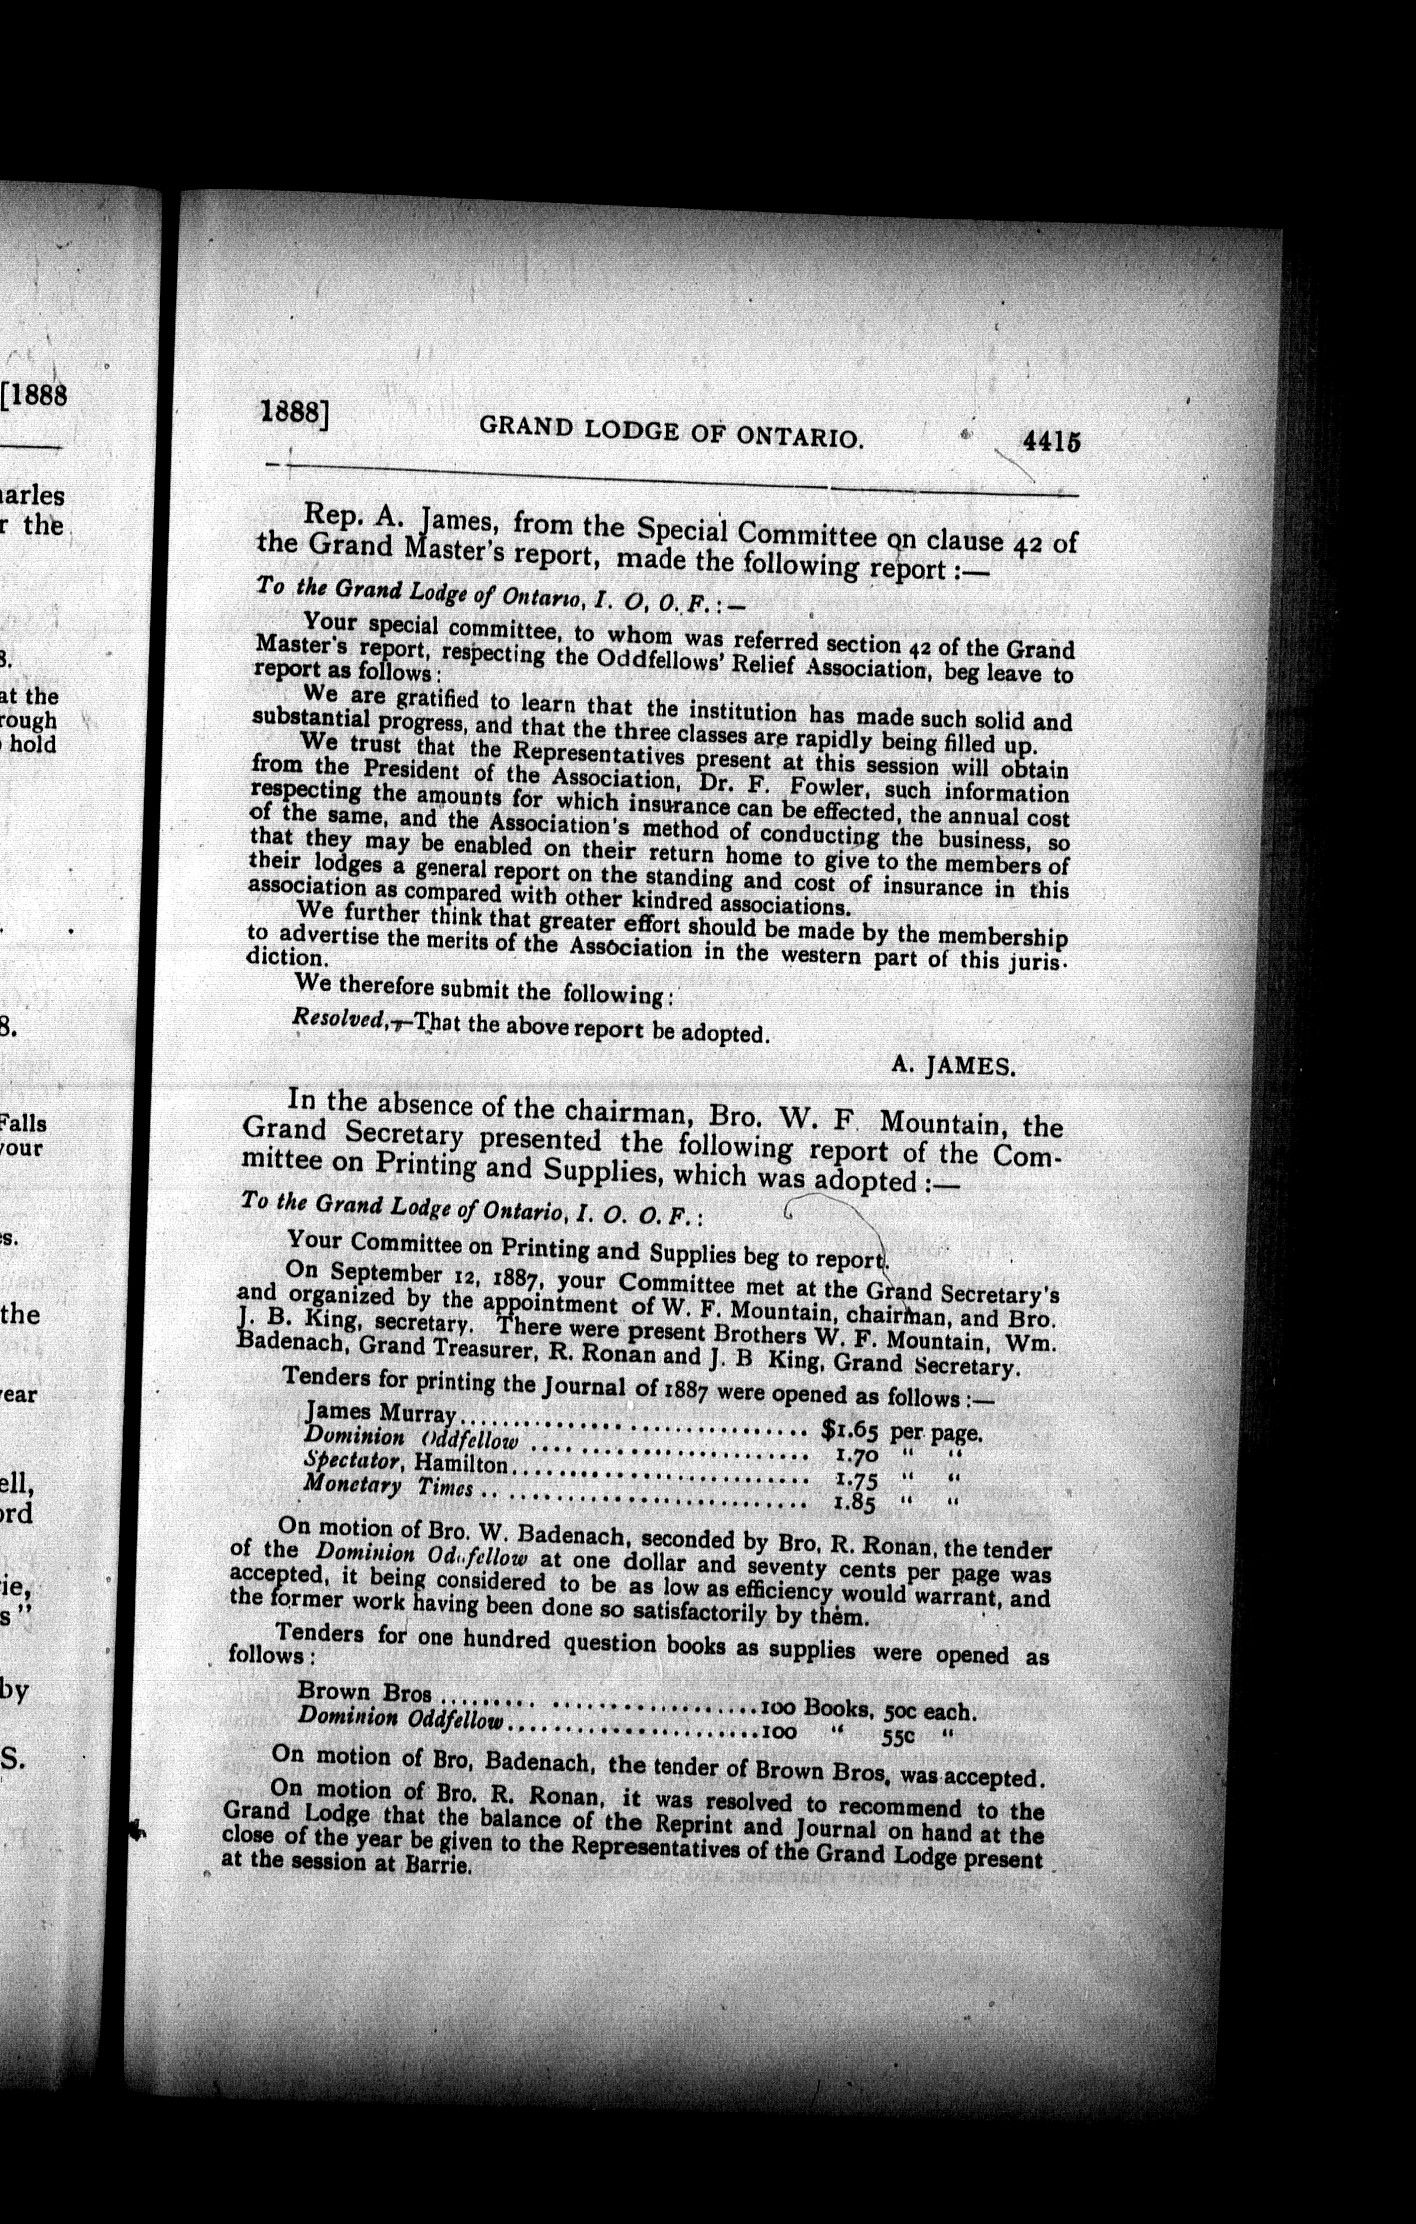 [1888
arles
r the
8.
at the
rough
hold
8.
Falls
your
es.
the
year
ell,
ord
ie,
s"
by
S.
1888] GRAND LODGE OF ONTARIO. 4415
Rep. A. James, from the Special Committee on clause 42 of
the Grand Master's report, made the following report :—
To the Grand Lodge of Ontario, I. O, O. F. : —
Your special committee, to whom was referred section 42 of the Grand
Master's report, respecting the Oddfellows' Relief Association, beg leave to
report as follows :
We are gratified to learn that the institution has made such solid and
substantial progress, and that the three classes are rapidly being filled up.
We trust that the Representatives present at this session will obtain
from the President of the Association, Dr. F. Fowler, such information
respecting the amounts for which insurance can be effected, the annual cost
of the same, and the Association's method of conducting the business, so
that they may be enabled on their return home to give to the members of
their lodges a general report on the standing and cost of insurance in this
association as compared with other kindred associations.
We further think that greater effort should be made by the membership
to advertise the merits of the Association in the western part of this juris-
diction.
We therefore submit the following :
Resolved,—That the above report be adopted.
A. JAMES.
In the absence of the chairman, Bro. W. F. Mountain, the
Grand Secretary presented the following report of the Com-
mittee on Printing and Supplies, which was adopted :—
To the Grand Lodge of Ontario, I. O. O. F. :
Your Committee on Printing and Supplies beg to report.
On September 12, 1887, your Committee met at the Grand Secretary's
and organized by the appointment of W. F. Mountain, chairman, and Bro.
J. B. King, secretary. There were present Brothers W. F. Mountain, Wm.
Badenach, Grand Treasurer, R. Ronan and J. B King, Grand Secretary.
Tenders for printing the Journal of 1887 were opened as follows :—
James Murray.............................. $1.65 per page.
Dominion Oddfellow ......................... 1.70 " "
Spectator, Hamilton.......................... 1.75 " "
Monetary Times .. .......................... 1.85 " "
On motion of Bro. W. Badenach, seconded by Bro, R. Ronan, the tender
of the Dominion Oddfellow at one dollar and seventy cents per page was
accepted, it being considered to be as low as efficiency would warrant, and
the former work having been done so satisfactorily by them.
Tenders for one hundred question books as supplies were opened as
follows :
Brown Bros ......... ..................100 Books, 50c each.
Dominion Oddfellow......................100 " 55c "
On motion of Bro, Badenach, the tender of Brown Bros, was accepted.
On motion of Bro. R. Ronan, it was resolved to recommend to the
Grand Lodge that the balance of the Reprint and Journal on hand at the
close of the year be given to the Representatives of the Grand Lodge present
at the session at Barrie.